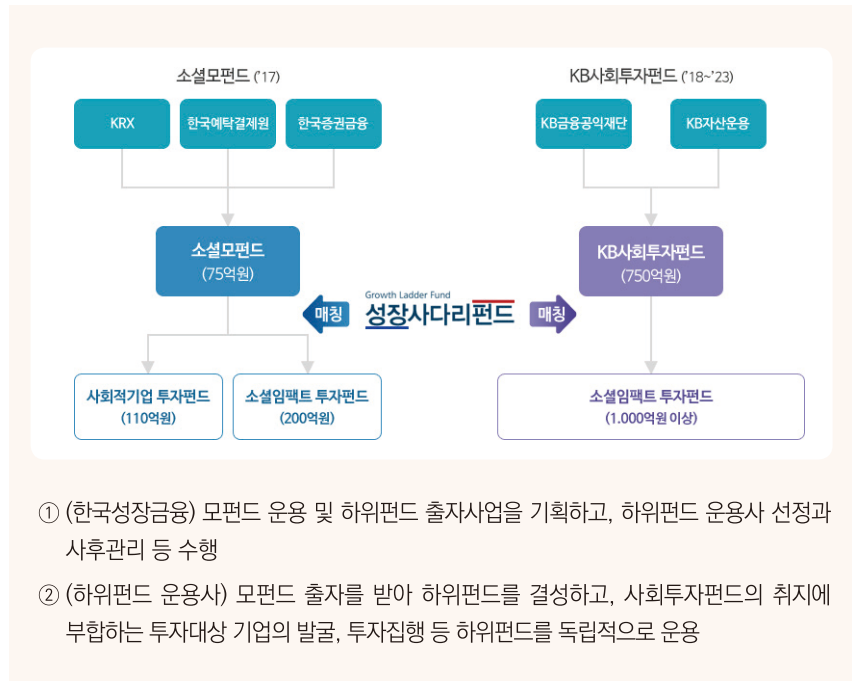 소셜모펀드 ('17)
KRX
한국예탁결제원
한국증권금융
소셜모펀드
(75억원)
사회적기업 투자펀드
(110억원)
소셜임팩트 투자펀드
(200억원)
매칭
Growth Ladder Fund
성장사다리펀드
매칭
KB사회투자펀드 ('18~'23)
KB금융공익재단
KB자산운용
KB사회투자펀드
(750억원)
소셜임팩트 투자펀드
(1.000억원 이상)
① (한국성장금융) 모펀드 운용 및 하위펀드 출자사업을 기획하고, 하위펀드 운용사 선정과
사후관리 등 수행
② (하위펀드 운용사) 모펀드 출자를 받아 하위펀드를 결성하고, 사회투자펀드의 취지에
부합하는 투자대상 기업의 발굴, 투자집행 등 하위펀드를 독립적으로 운용